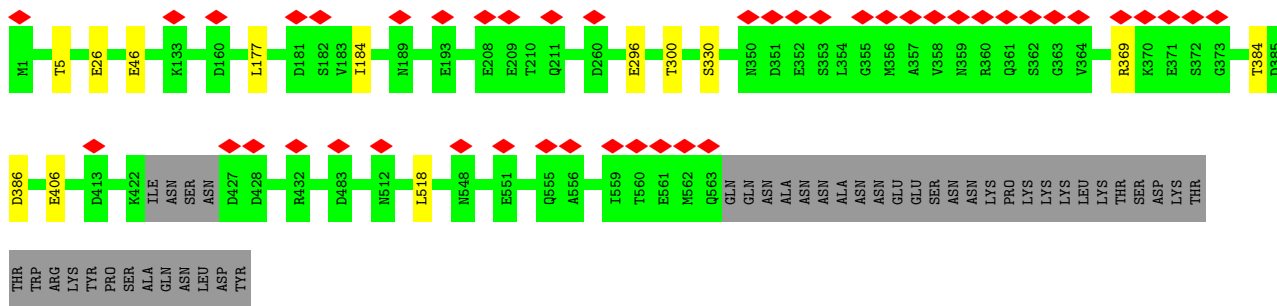 M1 T5 E26 E46 K133 D160 L177 D181 S182 V183 I184 N189 E193 E208 E209 T210 Q211 D260 E296 T300 S330 N350 D351 E352 S353 L354 G355 M356 A357 V358 N359 R360 Q361 S362 G363 V364 R369 K370 E371 S372 G373 T384 D385
D386 E406 D413 K422 ILE ASN SER ASN D427 D428 R432 D483 N512 L518 N548 E551 Q555 A556 I559 T560 E561 M562 Q563 GLN GLN ASN ALA ASN ASN ALA ASN ASN GLU GLU SER ASN ASN LYS PRO LYS LYS LYS LEU LYS THR SER ASP LYS THR
THR TRP ARG LYS TYR PRO SER ALA GLN ASN LEU ASP TYR